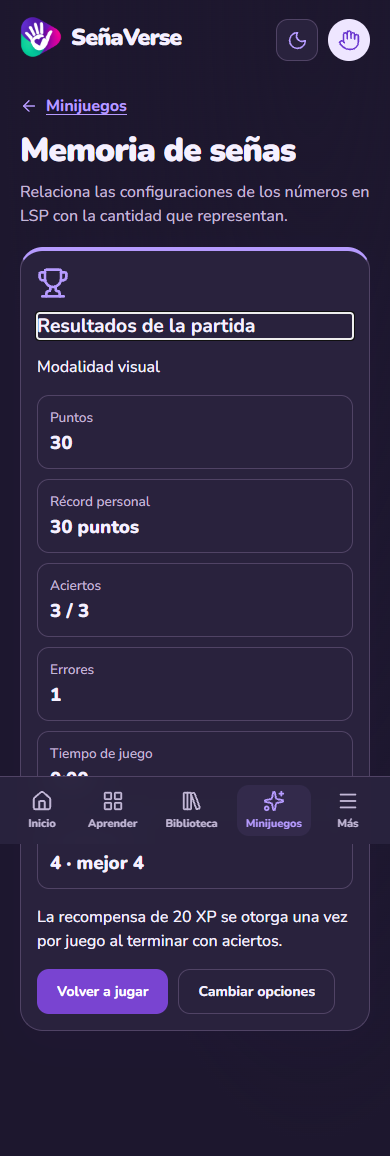 SeñaVerse
Minijuegos
Memoria de señas
Relaciona las configuraciones de los números en
LSP con la cantidad que representan.
Resultados de la partida
Modalidad visual
Puntos
30
Récord personal
30 puntos
Aciertos
3 / 3
Errores
1
Tiempo de juego
Inicio
Aprender
Biblioteca
Minijuegos
Más
4 · mejor 4
La recompensa de 20 XP se otorga una vez
por juego al terminar con aciertos.
Volver a jugar
Cambiar opciones